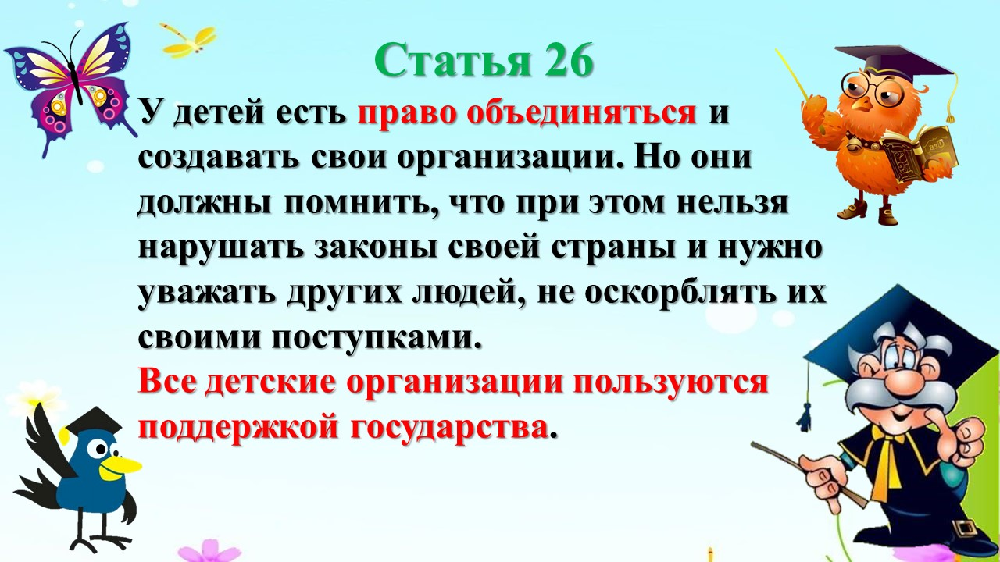 Статья 26
У детей есть право объединяться и
создавать свои организации. Но они
должны помнить, что при этом нельзя
нарушать законы своей страны и нужно
уважать других людей, не оскорблять их
своими поступками.
Все детские организации пользуются
поддержкой государства.